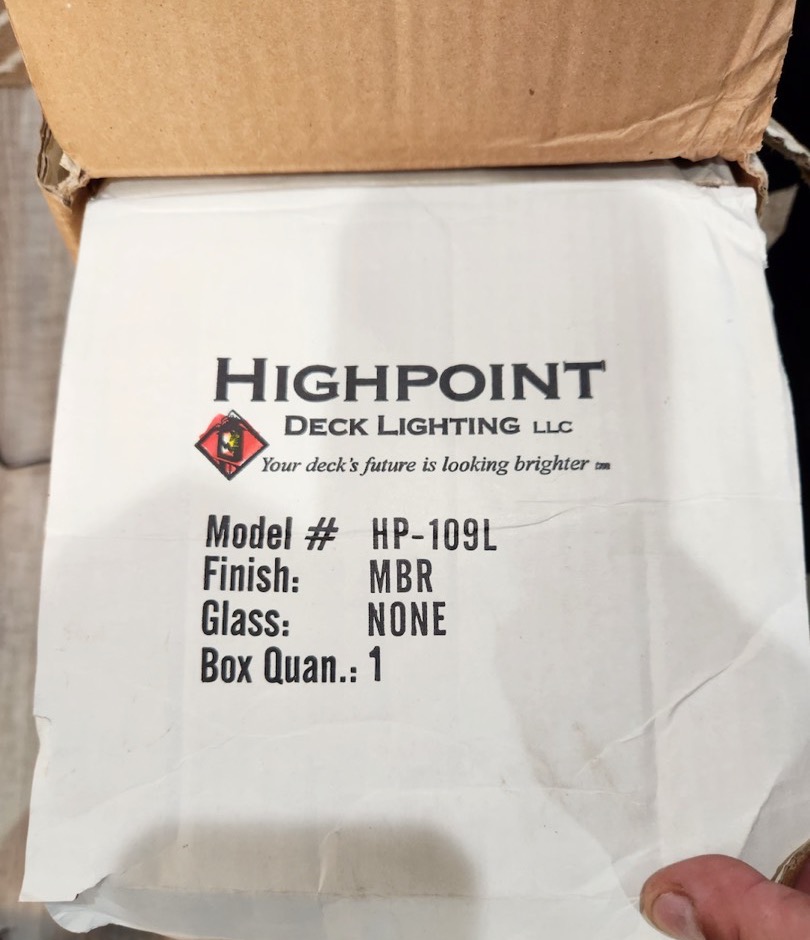 HIGHPOINT
DECK LIGHTING LLC
Your deck's future is looking brighter tm
Model # HP-109L
Finish: MBR
Glass: NONE
Box Quan.: 1